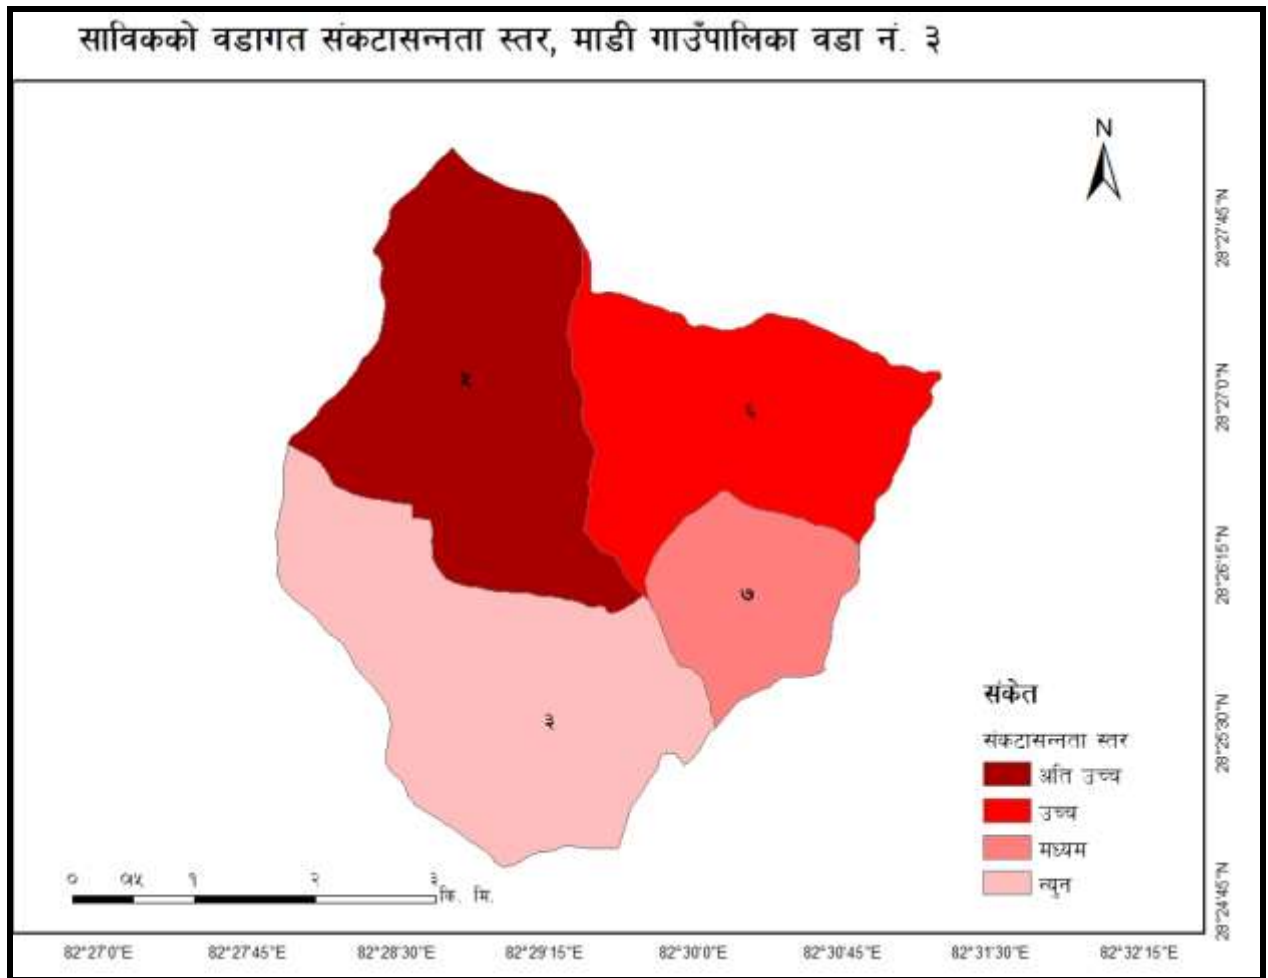 साविकको वडागत संकटासन्नता स्तर, माडी गाउँपालिका वडा नं. ३
N
28°27'45"N
28°27'0"N
28°26'15"N
28°25'30"N
28°24'45"N
६
७
३
संकेत
संकटासन्नता स्तर
अति उच्च
उच्च
मध्यम
न्युन
० ०.५ १ २ ३
कि. मि.
82°27'0"E 82°27'45"E 82°28'30"E 82°29'15"E 82°30'0"E 82°30'45"E 82°31'30"E 82°32'15"E